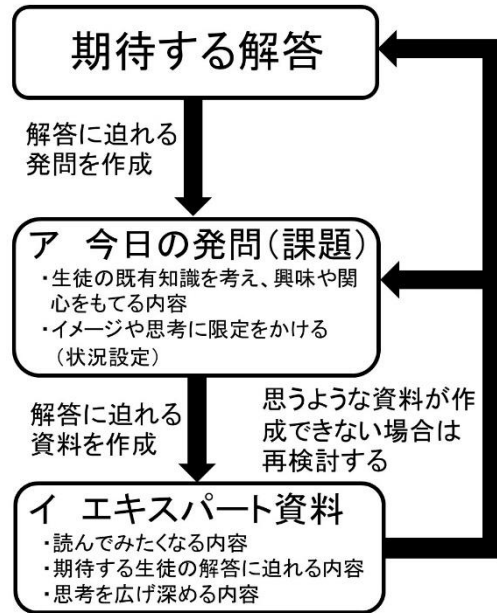 期待する解答
解答に迫れる
発問を作成
ア 今日の発問(課題)
・生徒の既有知識を考え、興味や関
心をもてる内容
・イメージや思考に限定をかける
(状況設定)
解答に迫れる
資料を作成
思うような資料が作
成できない場合は
再検討する
イ エキスパート資料
・読んでみたくなる内容
・期待する生徒の解答に迫れる内容
・思考を広げ深める内容